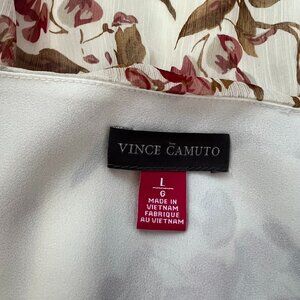 VINCE CAMUTO
L
G
MADE IN
VIETNAM
FABRIQUE
AU VIETNAM